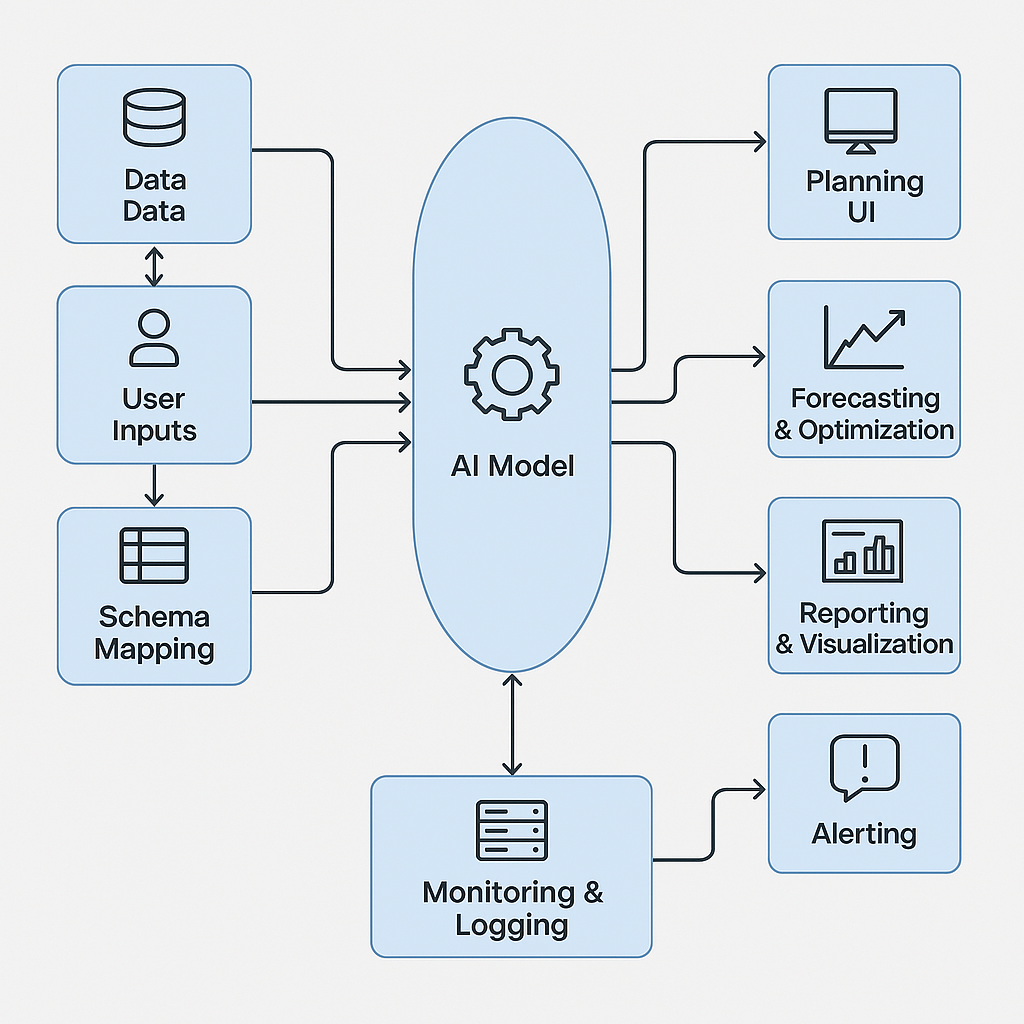 Data
Data
User
Inputs
Schema
Mapping
AI Model
Monitoring &
Logging
Planning
UI
Forecasting
& Optimization
Reporting
& Visualization
Alerting